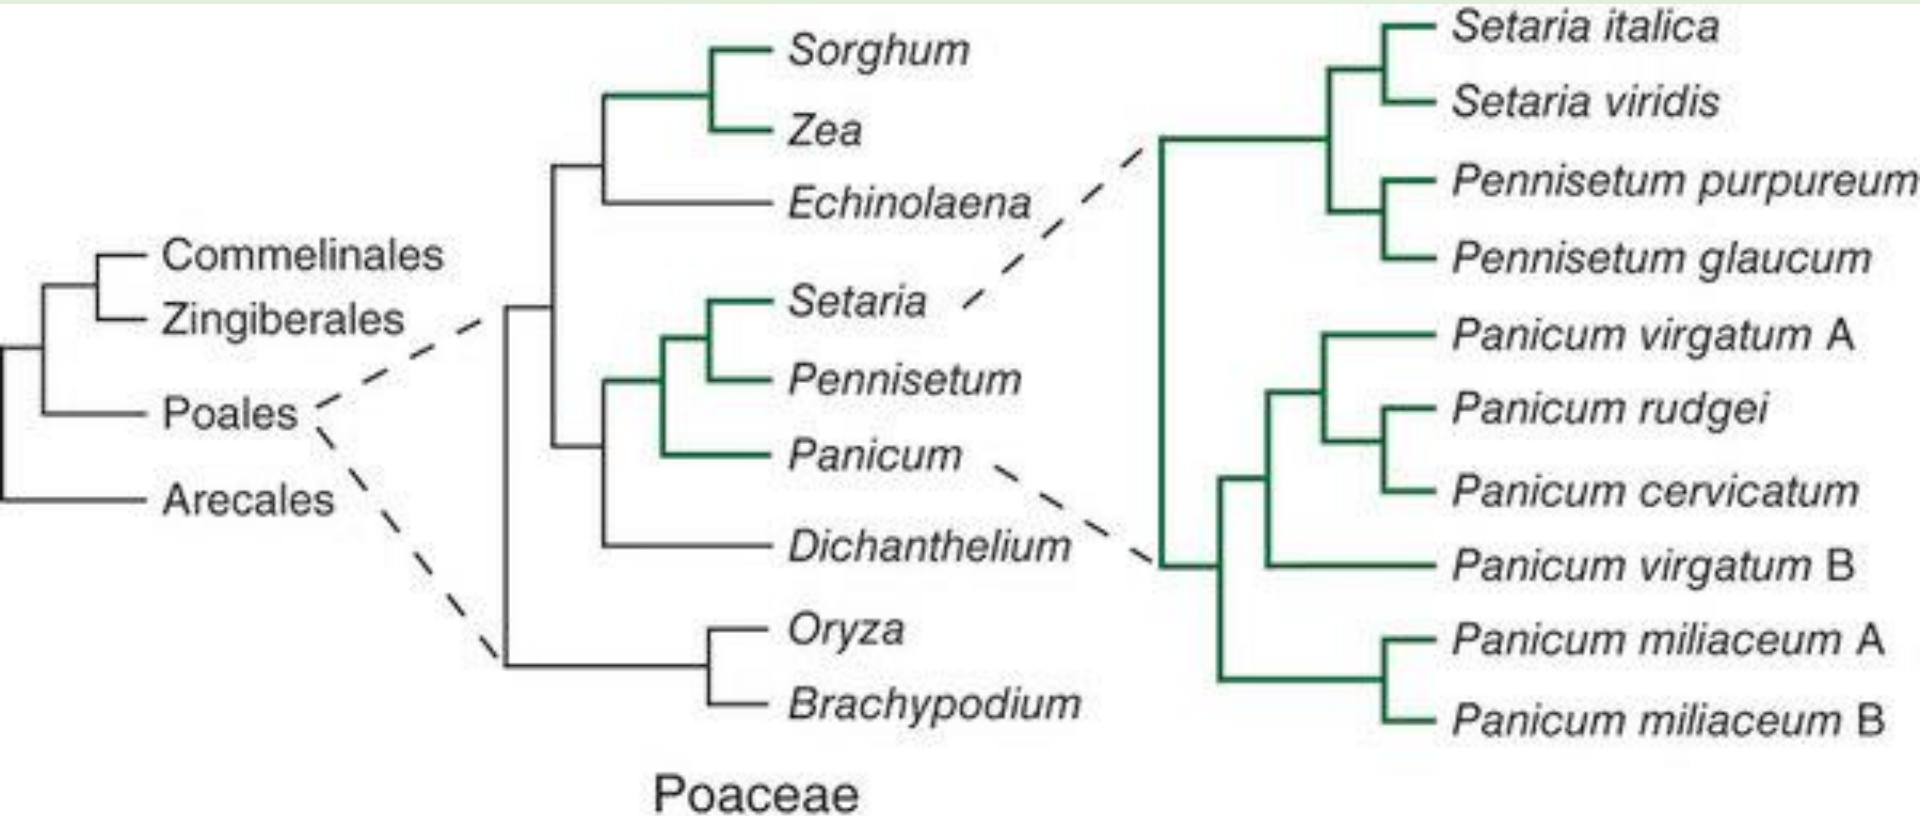 Commelinales
Zingiberales
Poales
Arecales
Sorghum
Zea
Echinolaena
Setaria
Pennisetum
Panicum
Dichanthelium
Oryza
Brachypodium
Poaceae
Setaria italica
Setaria viridis
Pennisetum purpureum
Pennisetum glaucum
Panicum virgatum A
Panicum rudgei
Panicum cervicatum
Panicum virgatum B
Panicum miliaceum A
Panicum miliaceum B